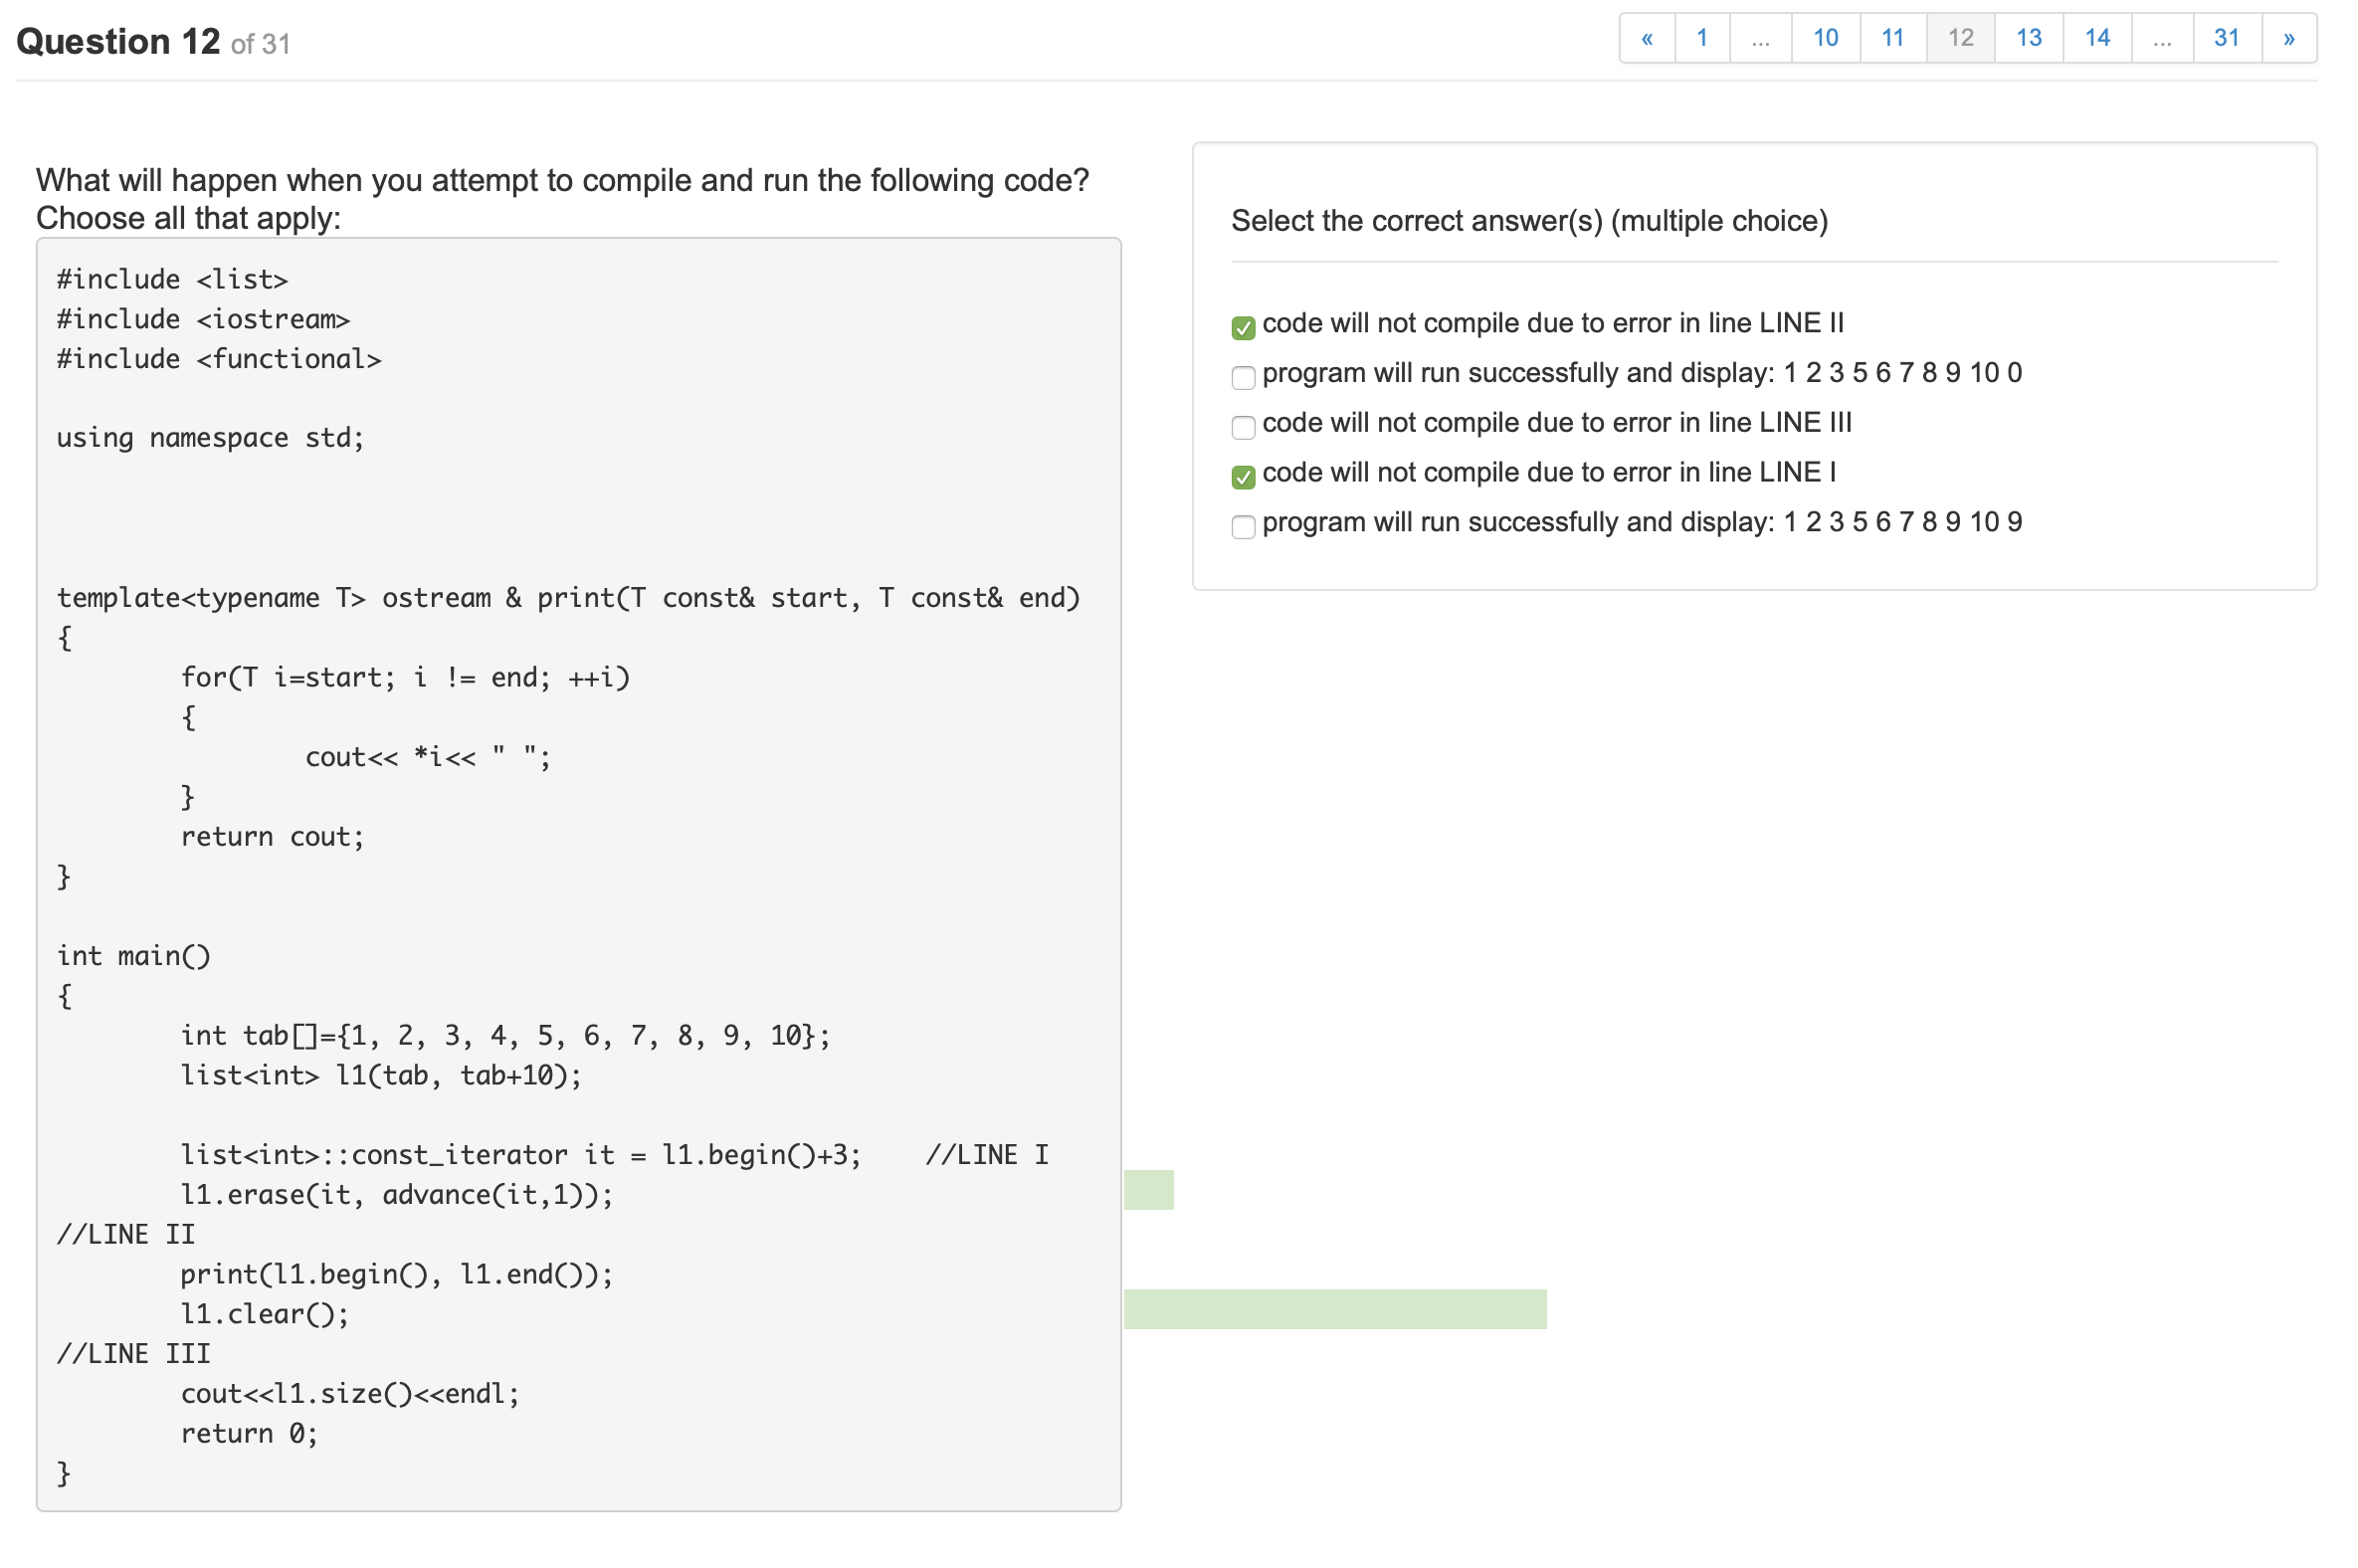 Question 12 of 31
« 1 ... 10 11 12 13 14 ... 31 »
What will happen when you attempt to compile and run the following code?
Choose all that apply:
#include <list>
#include <iostream>
#include <functional>
using namespace std;
template<typename T> ostream & print(T const& start, T const& end)
{
        for(T i=start; i != end; ++i)
        {
                cout<< *i<< " ";
        }
        return cout;
}
int main()
{
        int tab[]={1, 2, 3, 4, 5, 6, 7, 8, 9, 10};
        list<int> l1(tab, tab+10);
        list<int>::const_iterator it = l1.begin()+3;    //LINE I
        l1.erase(it, advance(it,1));
//LINE II
        print(l1.begin(), l1.end());
        l1.clear();
//LINE III
        cout<<l1.size()<<endl;
        return 0;
}
Select the correct answer(s) (multiple choice)
code will not compile due to error in line LINE II
program will run successfully and display: 1 2 3 5 6 7 8 9 10 0
code will not compile due to error in line LINE III
code will not compile due to error in line LINE I
program will run successfully and display: 1 2 3 5 6 7 8 9 10 9